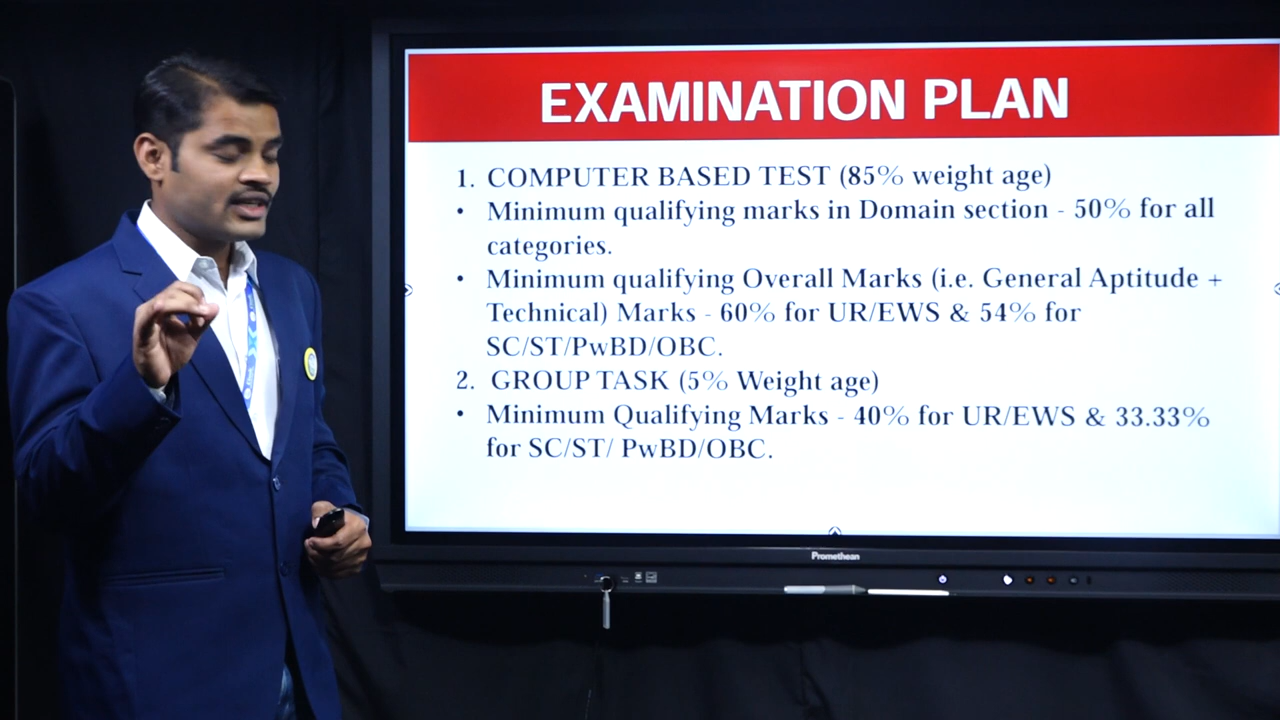 EXAMINATION PLAN
1. COMPUTER BASED TEST (85% weight age)
• Minimum qualifying marks in Domain section - 50% for all
categories.
• Minimum qualifying Overall Marks (i.e. General Aptitude +
Technical) Marks - 60% for UR/EWS & 54% for
SC/ST/PwBD/OBC.
2. GROUP TASK (5% Weight age)
• Minimum Qualifying Marks - 40% for UR/EWS & 33.33%
for SC/ST/ PwBD/OBC.
Promethean